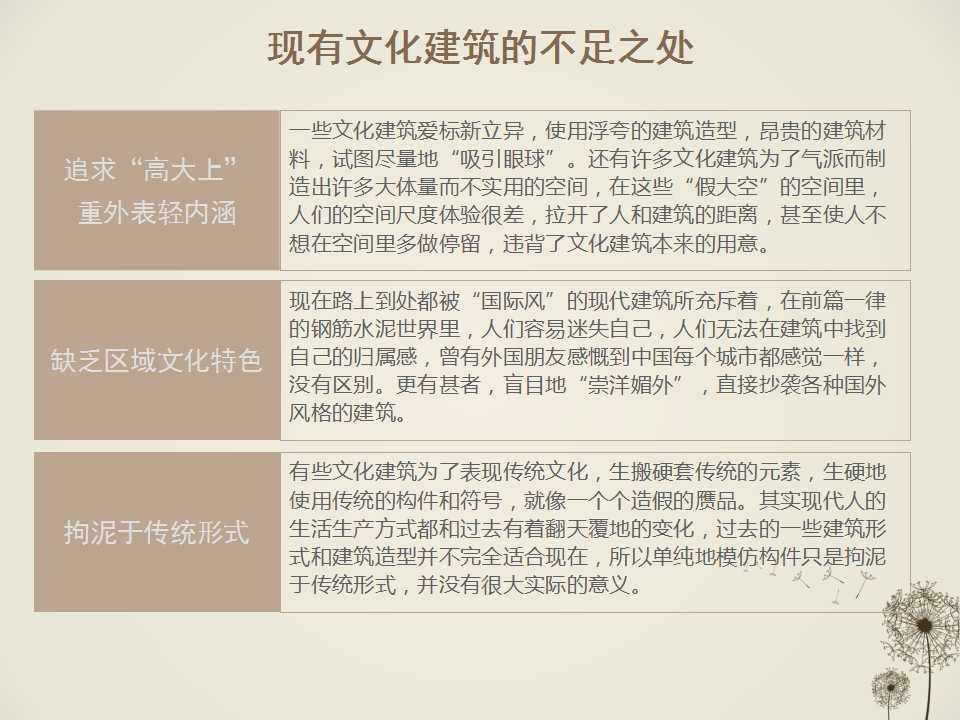 现有文化建筑的不足之处
追求“高大上”
重外表轻内涵
一些文化建筑爱标新立异，使用浮夸的建筑造型，昂贵的建筑材
料，试图尽量地“吸引眼球”。还有许多文化建筑为了气派而制
造出许多大体量而不实用的空间，在这些“假大空”的空间里，
人们的空间尺度体验很差，拉开了人和建筑的距离，甚至使人不
想在空间里多做停留，违背了文化建筑本来的用意。
缺乏区域文化特色
现在路上到处都被“国际风”的现代建筑所充斥着，在前篇一律
的钢筋水泥世界里，人们容易迷失自己，人们无法在建筑中找到
自己的归属感，曾有外国朋友感慨到中国每个城市都感觉一样，
没有区别。更有甚者，盲目地“崇洋媚外”，直接抄袭各种国外
风格的建筑。
拘泥于传统形式
有些文化建筑为了表现传统文化，生搬硬套传统的元素，生硬地
使用传统的构件和符号，就像一个个造假的赝品。其实现代人的
生活生产方式都和过去有着翻天覆地的变化，过去的一些建筑形
式和建筑造型并不完全适合现在，所以单纯地模仿构件只是拘泥
于传统形式，并没有很大实际的意义。